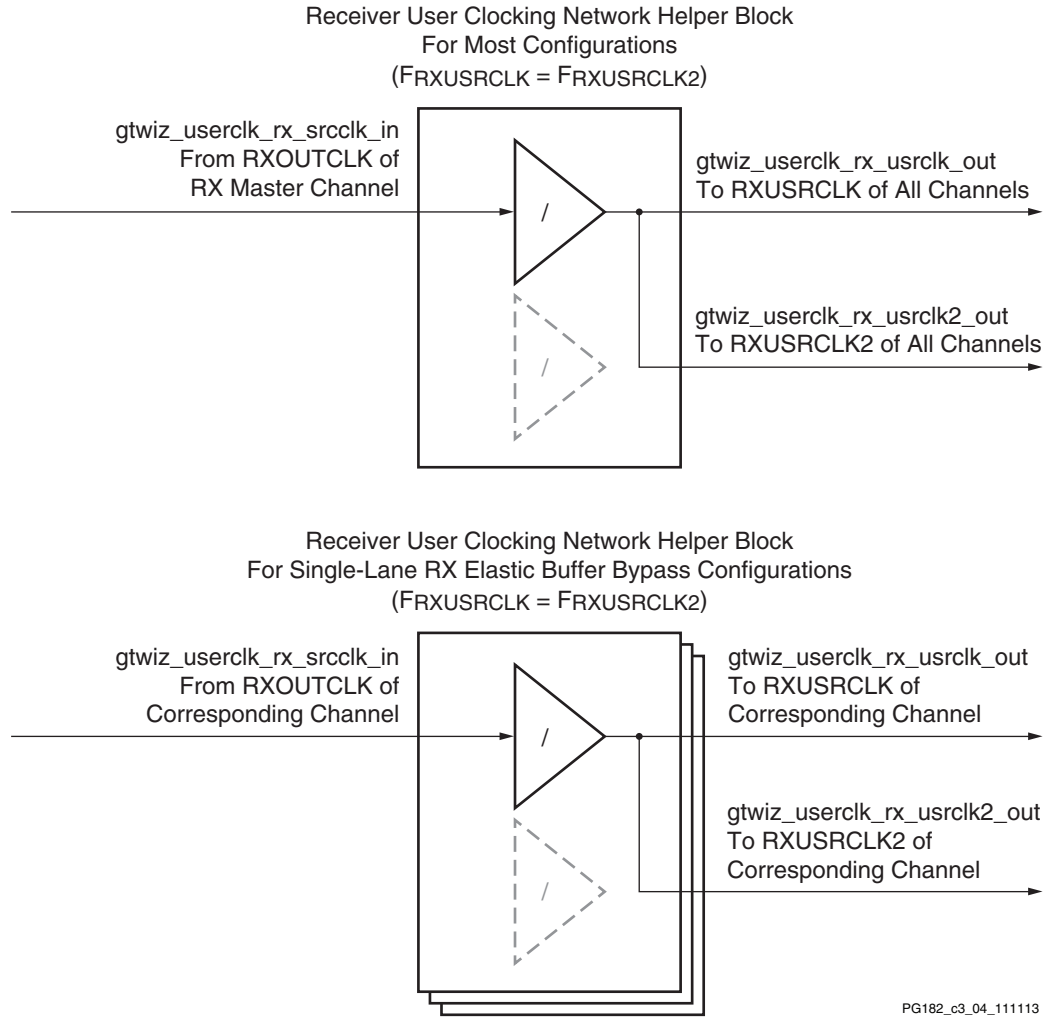 Receiver User Clocking Network Helper Block
For Most Configurations
(FRXUSRCLK = FRXUSRCLK2)
gtwiz_userclk_rx_srcclk_in
From RXOUTCLK of
RX Master Channel
/
gtwiz_userclk_rx_usrclk_out
To RXUSRCLK of All Channels
/
gtwiz_userclk_rx_usrclk2_out
To RXUSRCLK2 of All Channels
Receiver User Clocking Network Helper Block
For Single-Lane RX Elastic Buffer Bypass Configurations
(FRXUSRCLK = FRXUSRCLK2)
gtwiz_userclk_rx_srcclk_in
From RXOUTCLK of
Corresponding Channel
/
gtwiz_userclk_rx_usrclk_out
To RXUSRCLK of
Corresponding Channel
/
gtwiz_userclk_rx_usrclk2_out
To RXUSRCLK2 of
Corresponding Channel
PG182_c3_04_111113